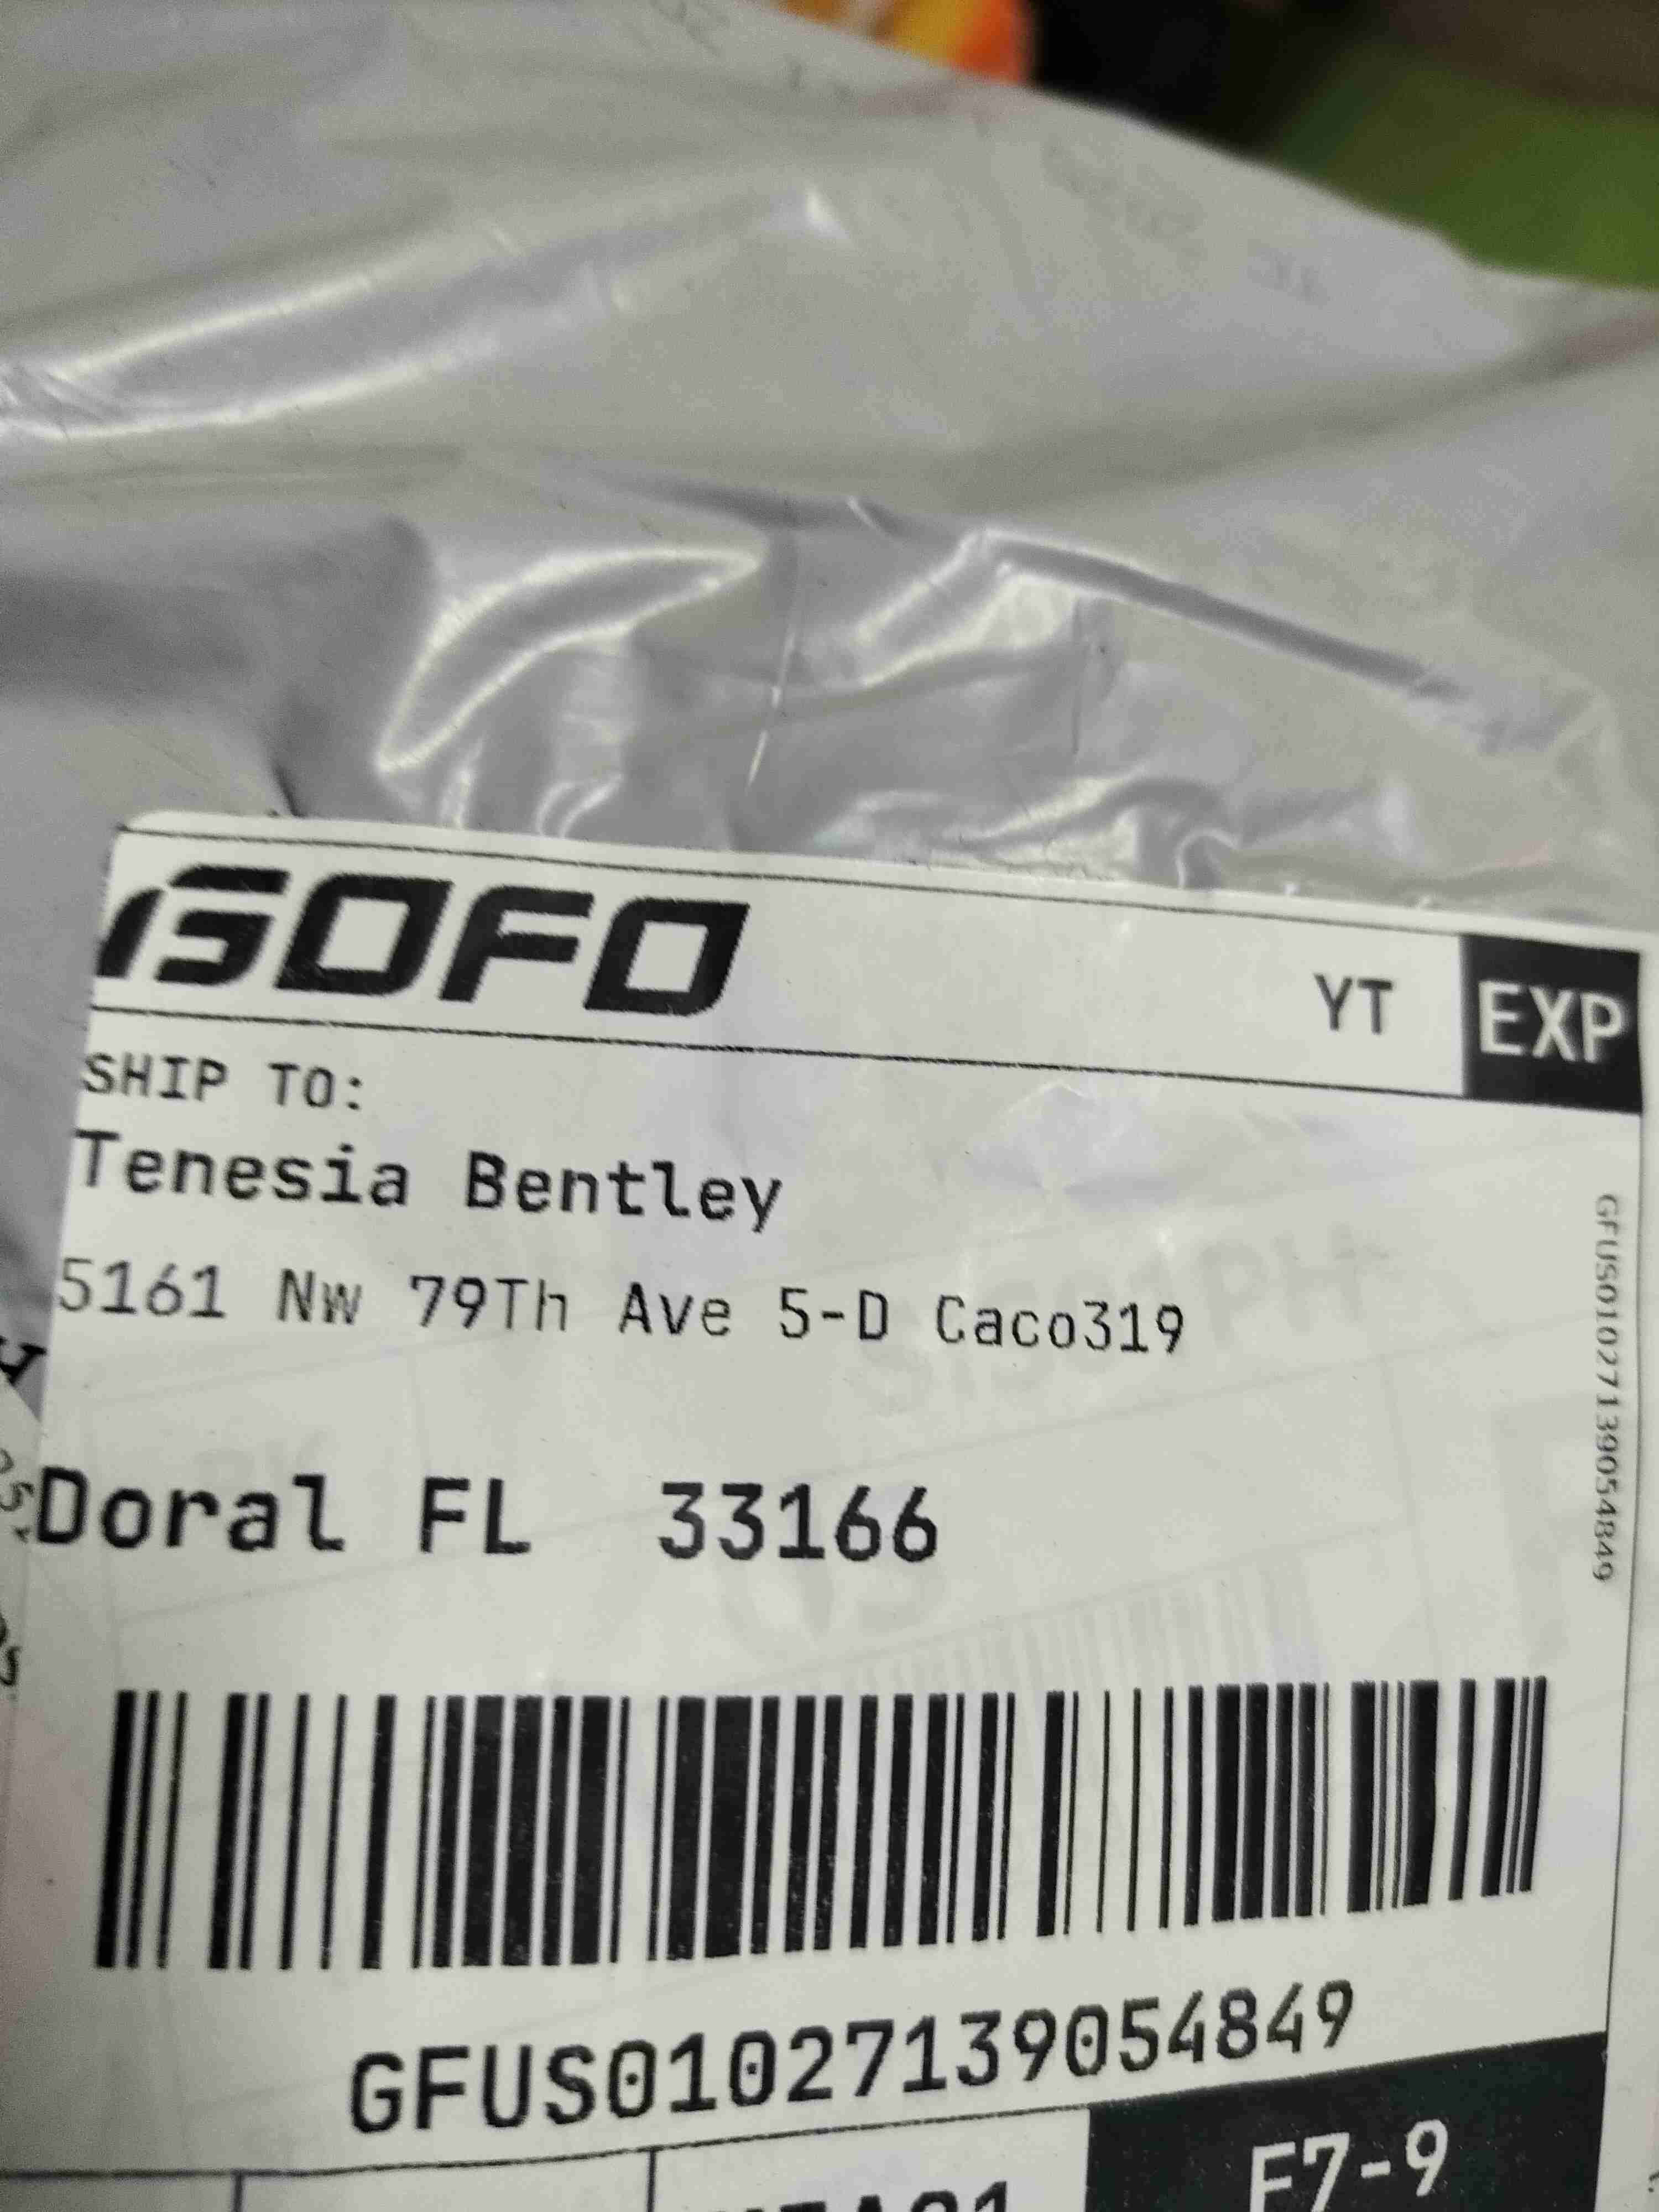 GOFO
YT
EXP
SHIP TO:
Tenesia Bentley
5161 Nw 79Th Ave 5-D Caco319
Doral FL 33166
GFUS01027139054849
GFUS01027139054849
F7-9